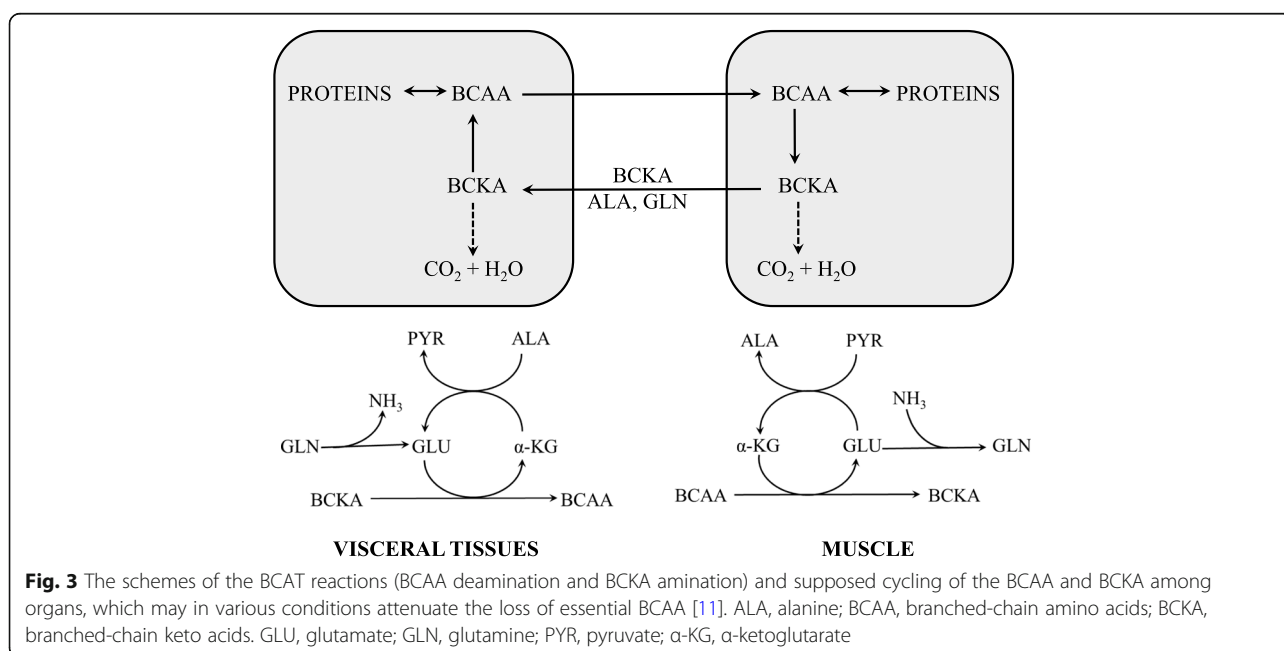 PROTEINS BCAA BCAA PROTEINS
BCKA
BCKA BCKA
ALA, GLN
CO₂ + H₂O CO₂ + H₂O
PYR ALA ALA PYR
NH₃ NH₃
GLN GLU α-KG α-KG GLU GLN
BCKA BCAA BCAA BCKA
VISCERAL TISSUES MUSCLE
Fig. 3 The schemes of the BCAT reactions (BCAA deamination and BCKA amination) and supposed cycling of the BCAA and BCKA among
organs, which may in various conditions attenuate the loss of essential BCAA [11]. ALA, alanine; BCAA, branched-chain amino acids; BCKA,
branched-chain keto acids. GLU, glutamate; GLN, glutamine; PYR, pyruvate; α-KG, α-ketoglutarate